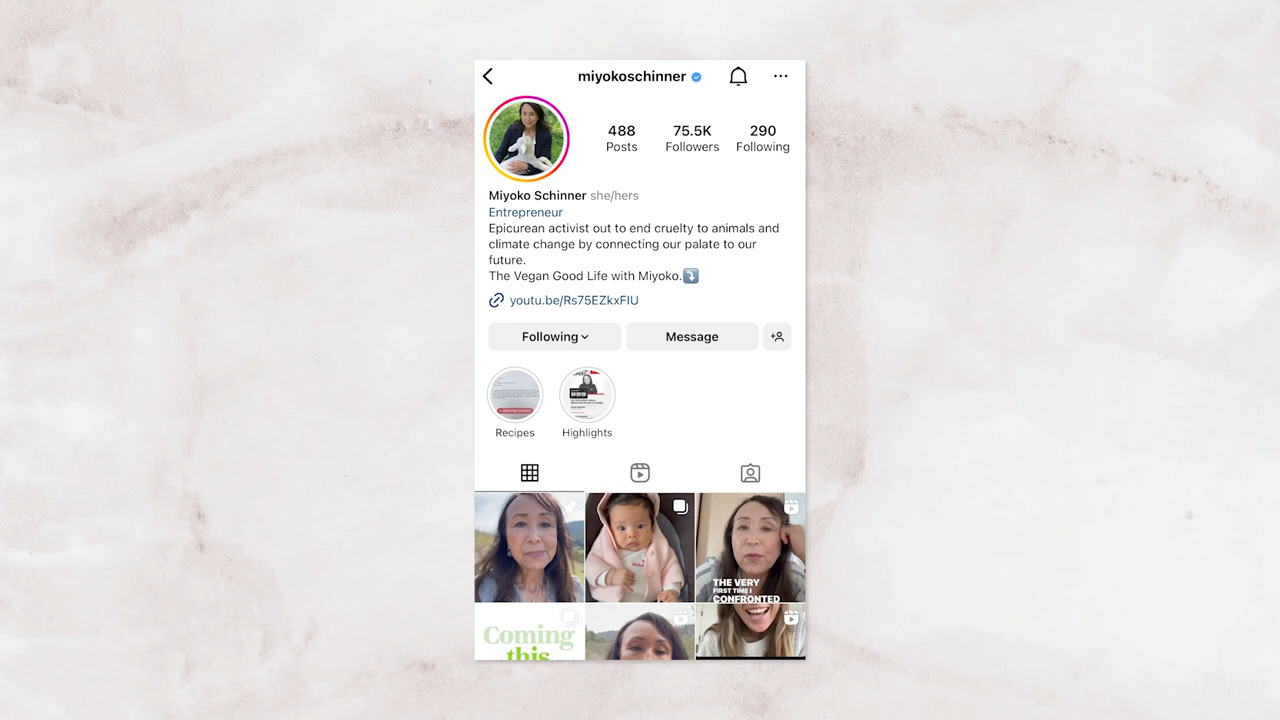 miyokoschinner
488 75.5K 290
Posts Followers Following
Miyoko Schinner she/hers
Entrepreneur
Epicurean activist out to end cruelty to animals and
climate change by connecting our palate to our
future.
The Vegan Good Life with Miyoko.
youtu.be/Rs75EZkxFIU
Following Message
Recipes Highlights
THE VERY
FIRST TIME I
CONFRONTED
Coming
this